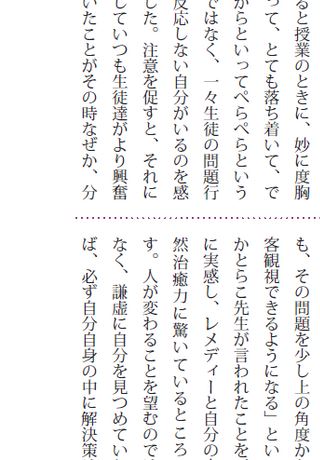 ると授業のときに、妙に度胸
って、とても落ち着いて、で
からといってぺらぺらという
ではなく、一々生徒の問題行
反応しない自分がいるのを感
した。注意を促すと、それに
していつも生徒達がより興奮
いたことがその時なぜか、分
も、その問題を少し上の角度か
客観視できるようになる」とい
かとらこ先生が言われたことを
に実感し、レメディーと自分の
然治癒力に驚いているところ
す。人が変わることを望むので
なく、謙虚に自分を見つめてい
ば、必ず自分自身の中に解決策